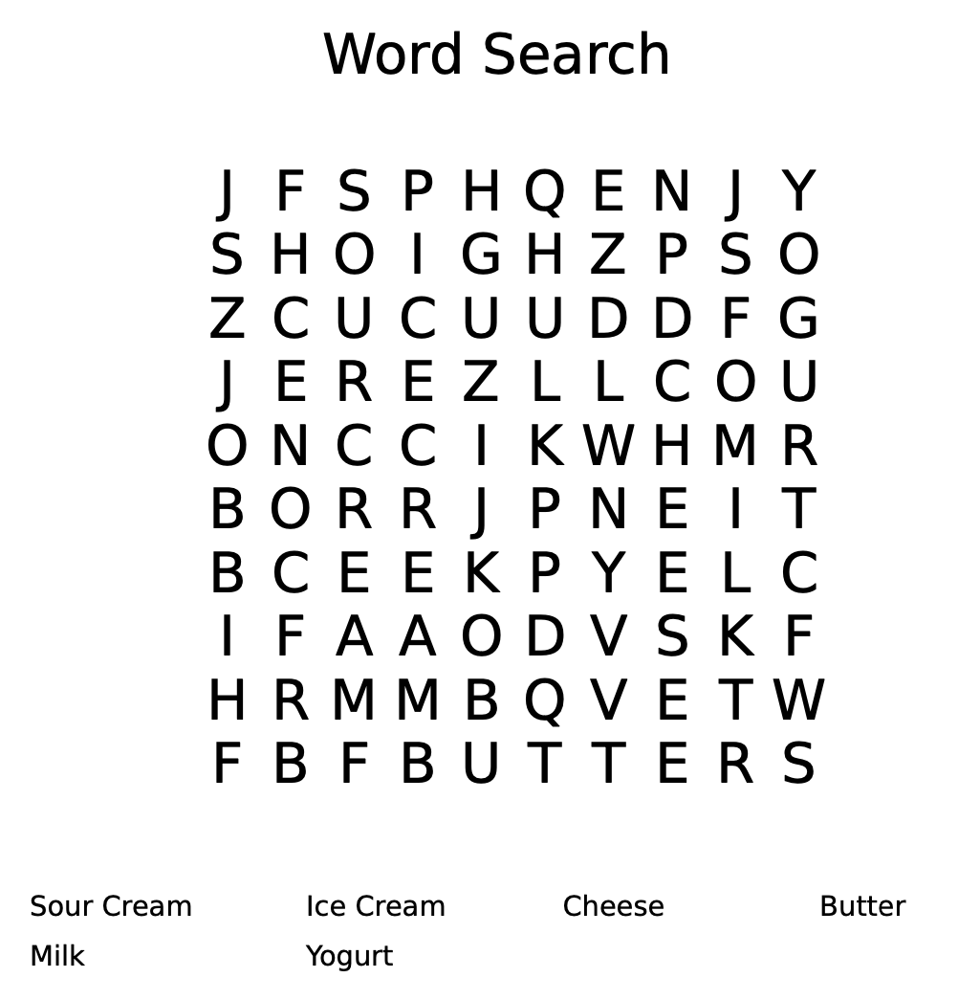 Word Search
J F S P H Q E N J Y
S H O I G H Z P S O
Z C U C U U D D F G
J E R E Z L L C O U
O N C C I K W H M R
B O R R J P N E I T
B C E E K P Y E L C
I F A A O D V S K F
H R M M B Q V E T W
F B F B U T T E R S
Sour Cream Ice Cream Cheese Butter
Milk Yogurt